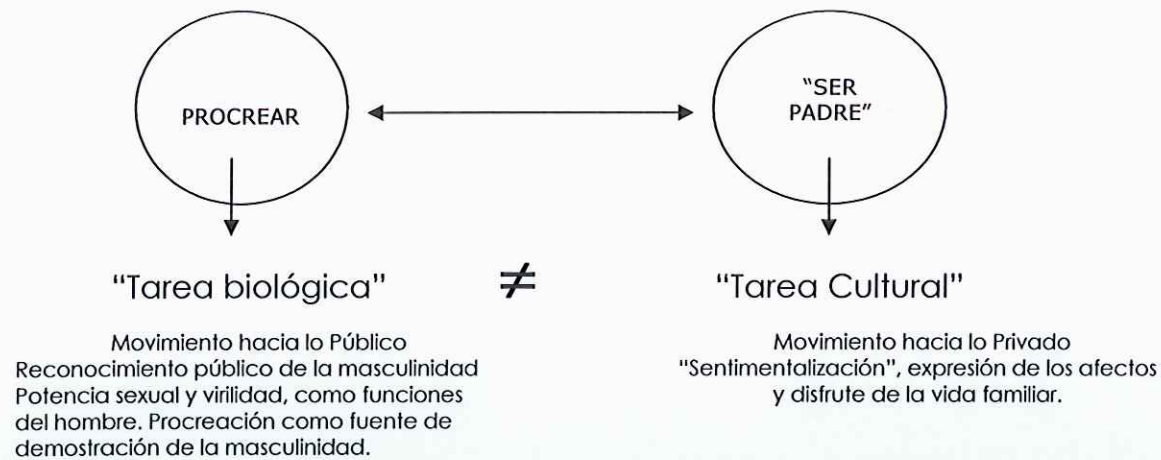 PROCREAR
"SER
PADRE"
"Tarea biológica"
≠
"Tarea Cultural"
Movimiento hacia lo Público
Reconocimiento público de la masculinidad
Potencia sexual y virilidad, como funciones
del hombre. Procreación como fuente de
demostración de la masculinidad.
Movimiento hacia lo Privado
"Sentimentalización", expresión de los afectos
y disfrute de la vida familiar.